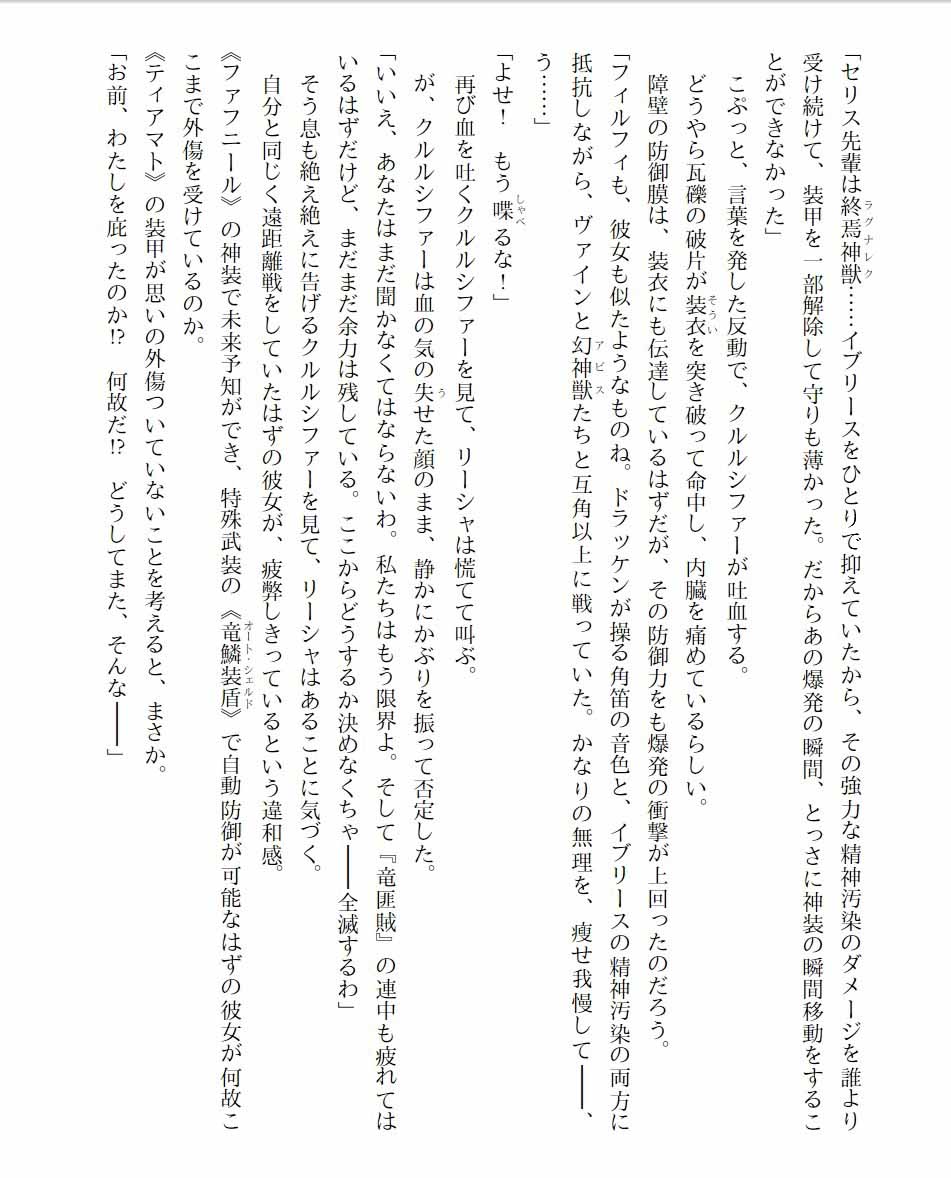 「セリス先輩は終焉神獣……イブリースをひとりで抑えていたから、その強力な精神汚染のダメージを誰より
受け続けて、装甲を一部解除して守りも薄かった。だからあの爆発の瞬間、とっさに神装の瞬間移動をするこ
とができなかった」
こぷっと、言葉を発した反動で、クルルシファーが吐血する。
どうやら瓦礫の破片が装衣を突き破って命中し、内臓を痛めているらしい。
障壁の防御膜は、装衣にも伝達しているはずだが、その防御力をも爆発の衝撃が上回ったのだろう。
「フィルフィも、彼女も似たようなものね。ドラッケンが操る角笛の音色と、イブリースの精神汚染の両方に
抵抗しながら、ヴァインと幻神獣たちと互角以上に戦っていた。かなりの無理を、痩せ我慢して――、
う……」
「よせ！　もう喋るな！」
再び血を吐くクルルシファーを見て、リーシャは慌てて叫ぶ。
が、クルルシファーは血の気の失せた顔のまま、静かにかぶりを振って否定した。
「いいえ、あなたはまだ聞かなくてはならないわ。私たちはもう限界よ。そして『竜匪賊』の連中も疲れては
いるはずだけど、まだまだ余力は残している。ここからどうするか決めなくちゃ――全滅するわ」
そう息も絶え絶えに告げるクルルシファーを見て、リーシャはあることに気づく。
自分と同じく遠距離戦をしていたはずの彼女が、疲弊しきっているという違和感。
《ファフニール》の神装で未来予知ができ、特殊武装の《竜鱗装盾》で自動防御が可能なはずの彼女が何故こ
こまで外傷を受けているのか。
《ティアマト》の装甲が思いの外傷ついていないことを考えると、まさか。
「お前、わたしを庇ったのか!?　何故だ!?　どうしてまた、そんな――」